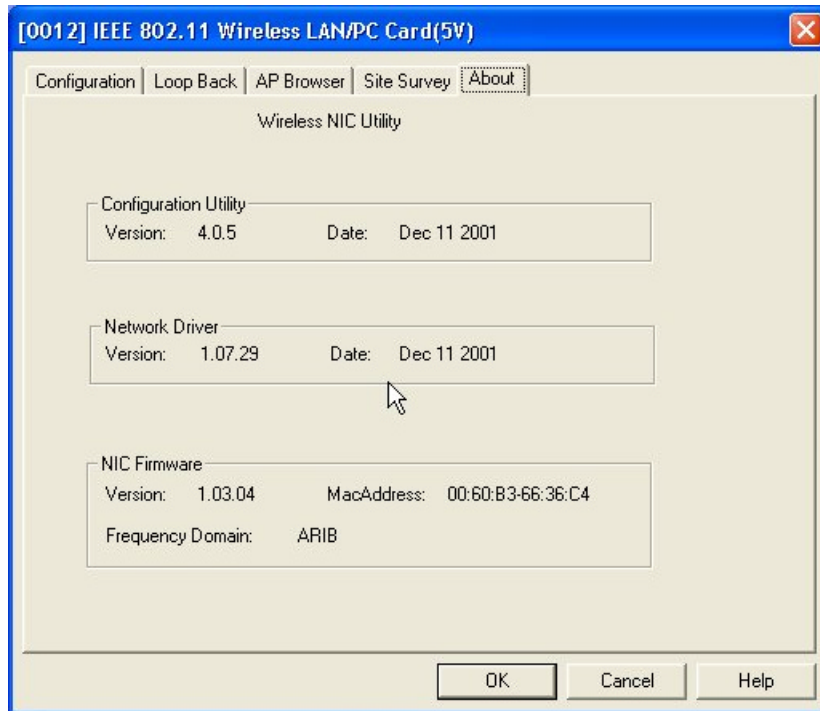 [0012] IEEE 802.11 Wireless LAN/PC Card(5V)
Configuration Loop Back AP Browser Site Survey About
Wireless NIC Utility
Configuration Utility
Version: 4.0.5 Date: Dec 11 2001
Network Driver
Version: 1.07.29 Date: Dec 11 2001
NIC Firmware
Version: 1.03.04 MacAddress: 00:60:B3-66:36:C4
Frequency Domain: ARIB
OK Cancel Help